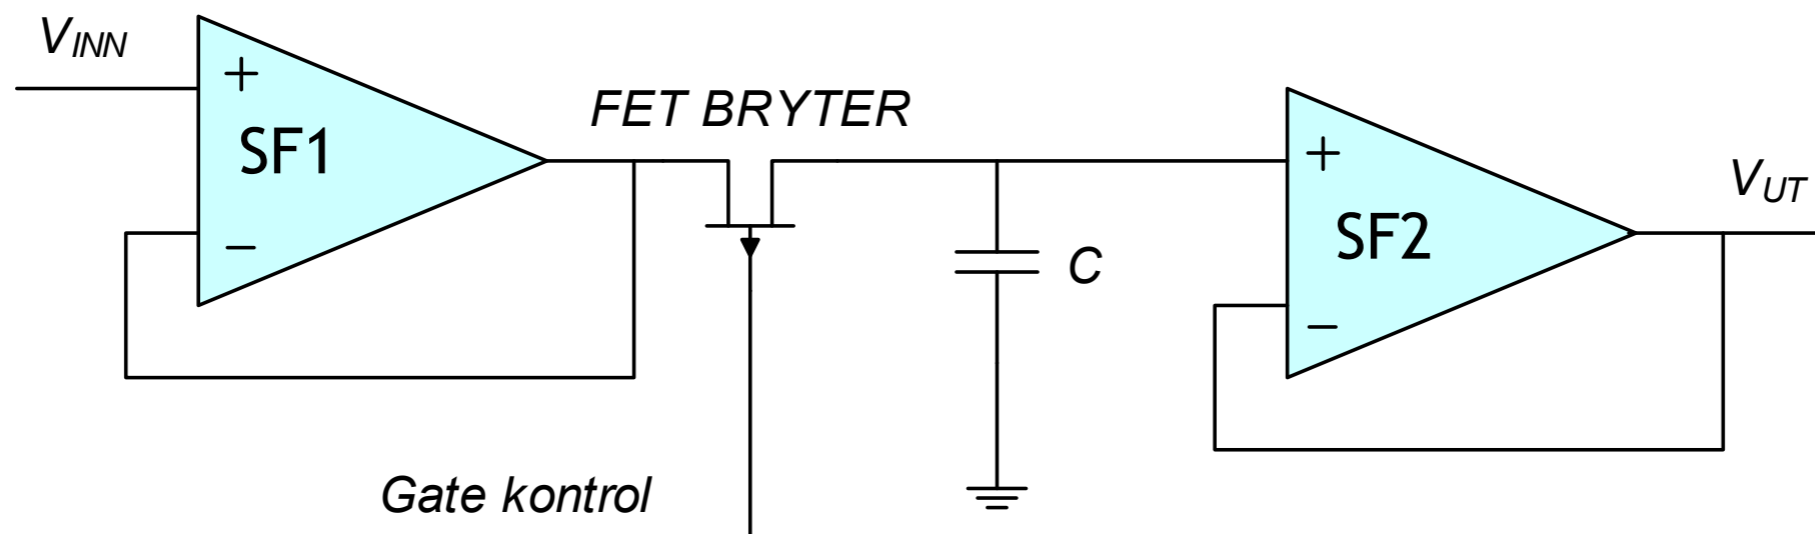 V_INN
+
SF1
−
FET BRYTER
+
SF2
−
V_UT
C
Gate kontrol